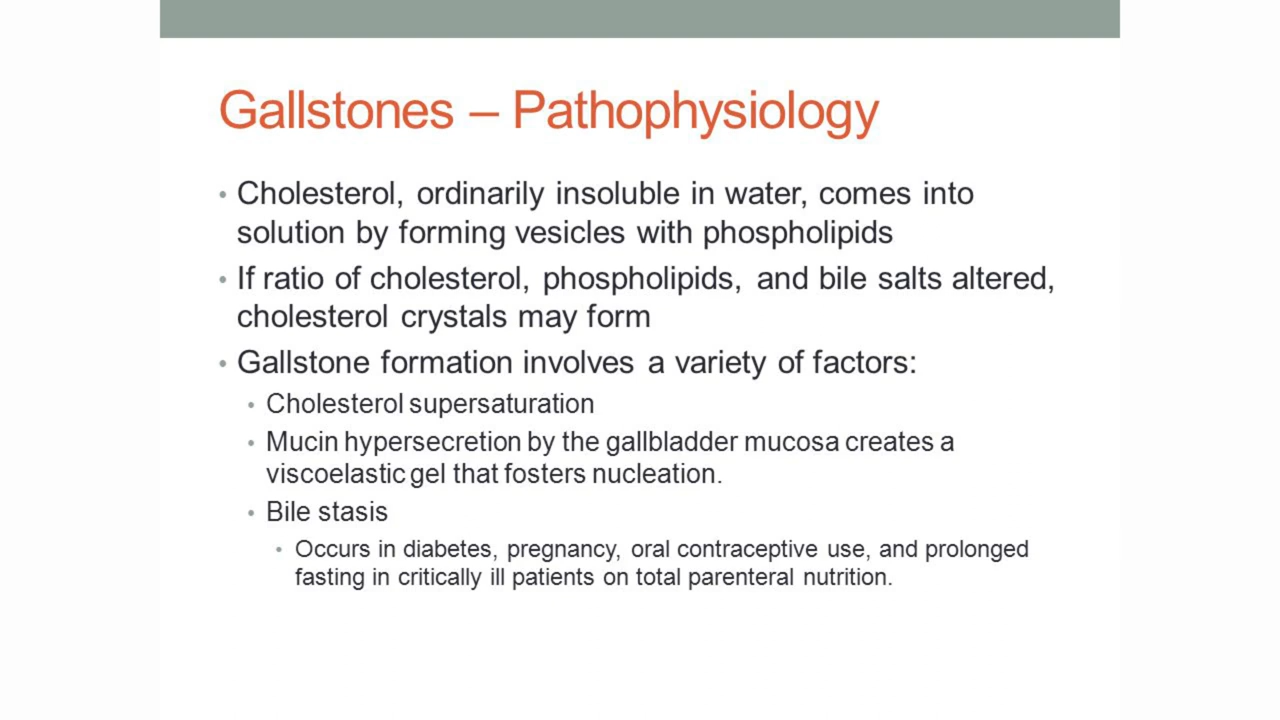 Gallstones – Pathophysiology
• Cholesterol, ordinarily insoluble in water, comes into
solution by forming vesicles with phospholipids
• If ratio of cholesterol, phospholipids, and bile salts altered,
cholesterol crystals may form
• Gallstone formation involves a variety of factors:
• Cholesterol supersaturation
• Mucin hypersecretion by the gallbladder mucosa creates a
viscoelastic gel that fosters nucleation.
• Bile stasis
• Occurs in diabetes, pregnancy, oral contraceptive use, and prolonged
fasting in critically ill patients on total parenteral nutrition.